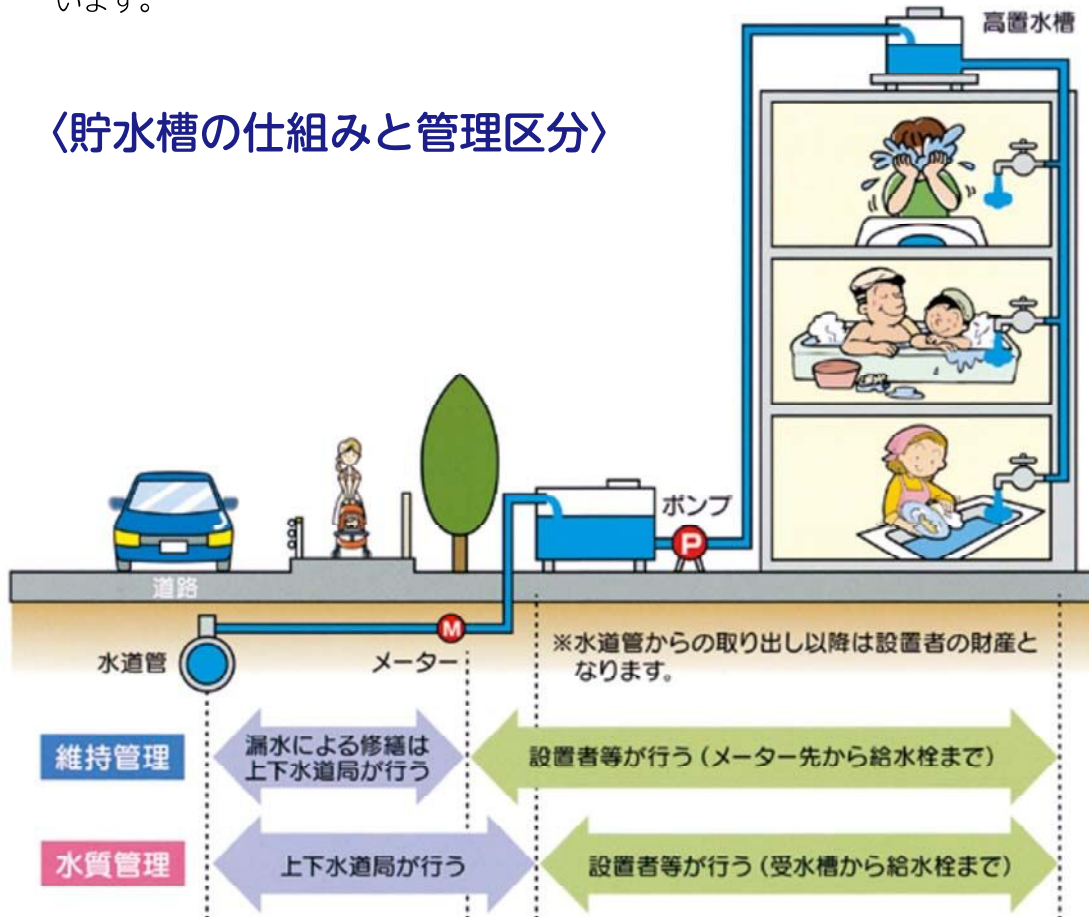 います。
高置水槽
〈貯水槽の仕組みと管理区分〉
ポンプ
P
道路
M
水道管
メーター
※水道管からの取り出し以降は設置者の財産と
なります。
維持管理
漏水による修繕は
上下水道局が行う
設置者等が行う（メーター先から給水栓まで）
水質管理
上下水道局が行う
設置者等が行う（受水槽から給水栓まで）